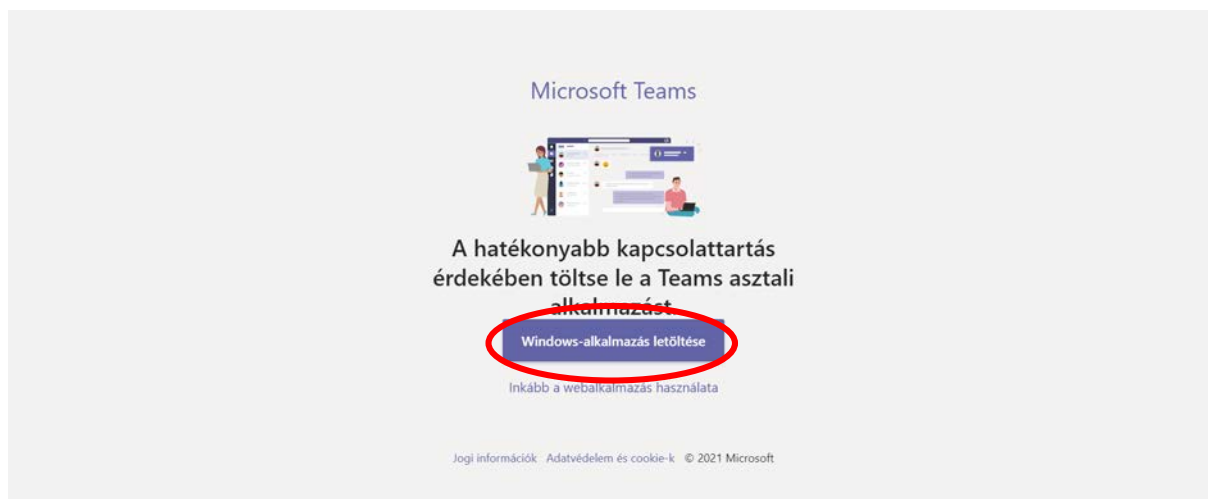 Microsoft Teams
A hatékonyabb kapcsolattartás
érdekében töltse le a Teams asztali
alkalmazást.
Windows-alkalmazás letöltése
Inkább a webalkalmazás használata
Jogi információk Adatvédelem és cookie-k © 2021 Microsoft